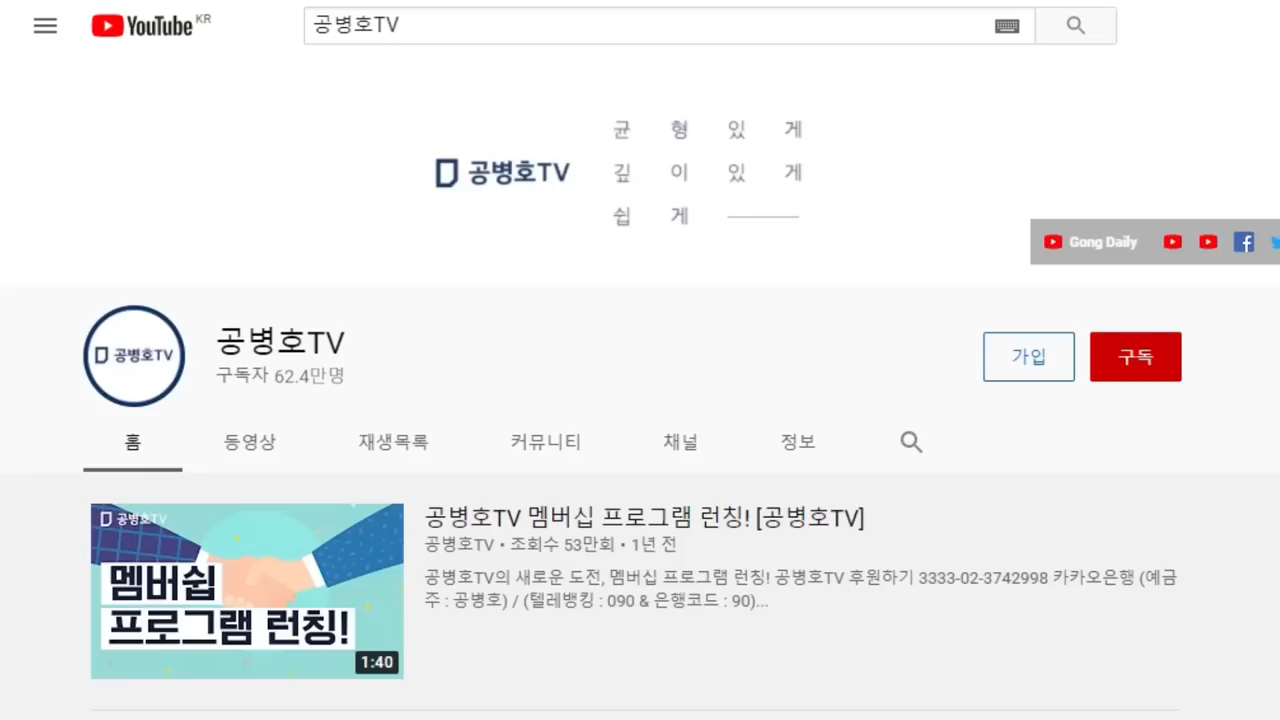 YouTube KR
공병호TV
균형있게
공병호TV 깊이있게
쉽게
Gong Daily
공병호TV
공병호TV
구독자 62.4만명
가입
구독
홈 동영상 재생목록 커뮤니티 채널 정보
공병호TV
멤버쉽
프로그램 런칭!
1:40
공병호TV 멤버십 프로그램 런칭! [공병호TV]
공병호TV • 조회수 53만회 • 1년 전
공병호TV의 새로운 도전, 멤버십 프로그램 런칭! 공병호TV 후원하기 3333-02-3742998 카카오은행 (예금
주 : 공병호) / (텔레뱅킹 : 090 & 은행코드 : 90)...